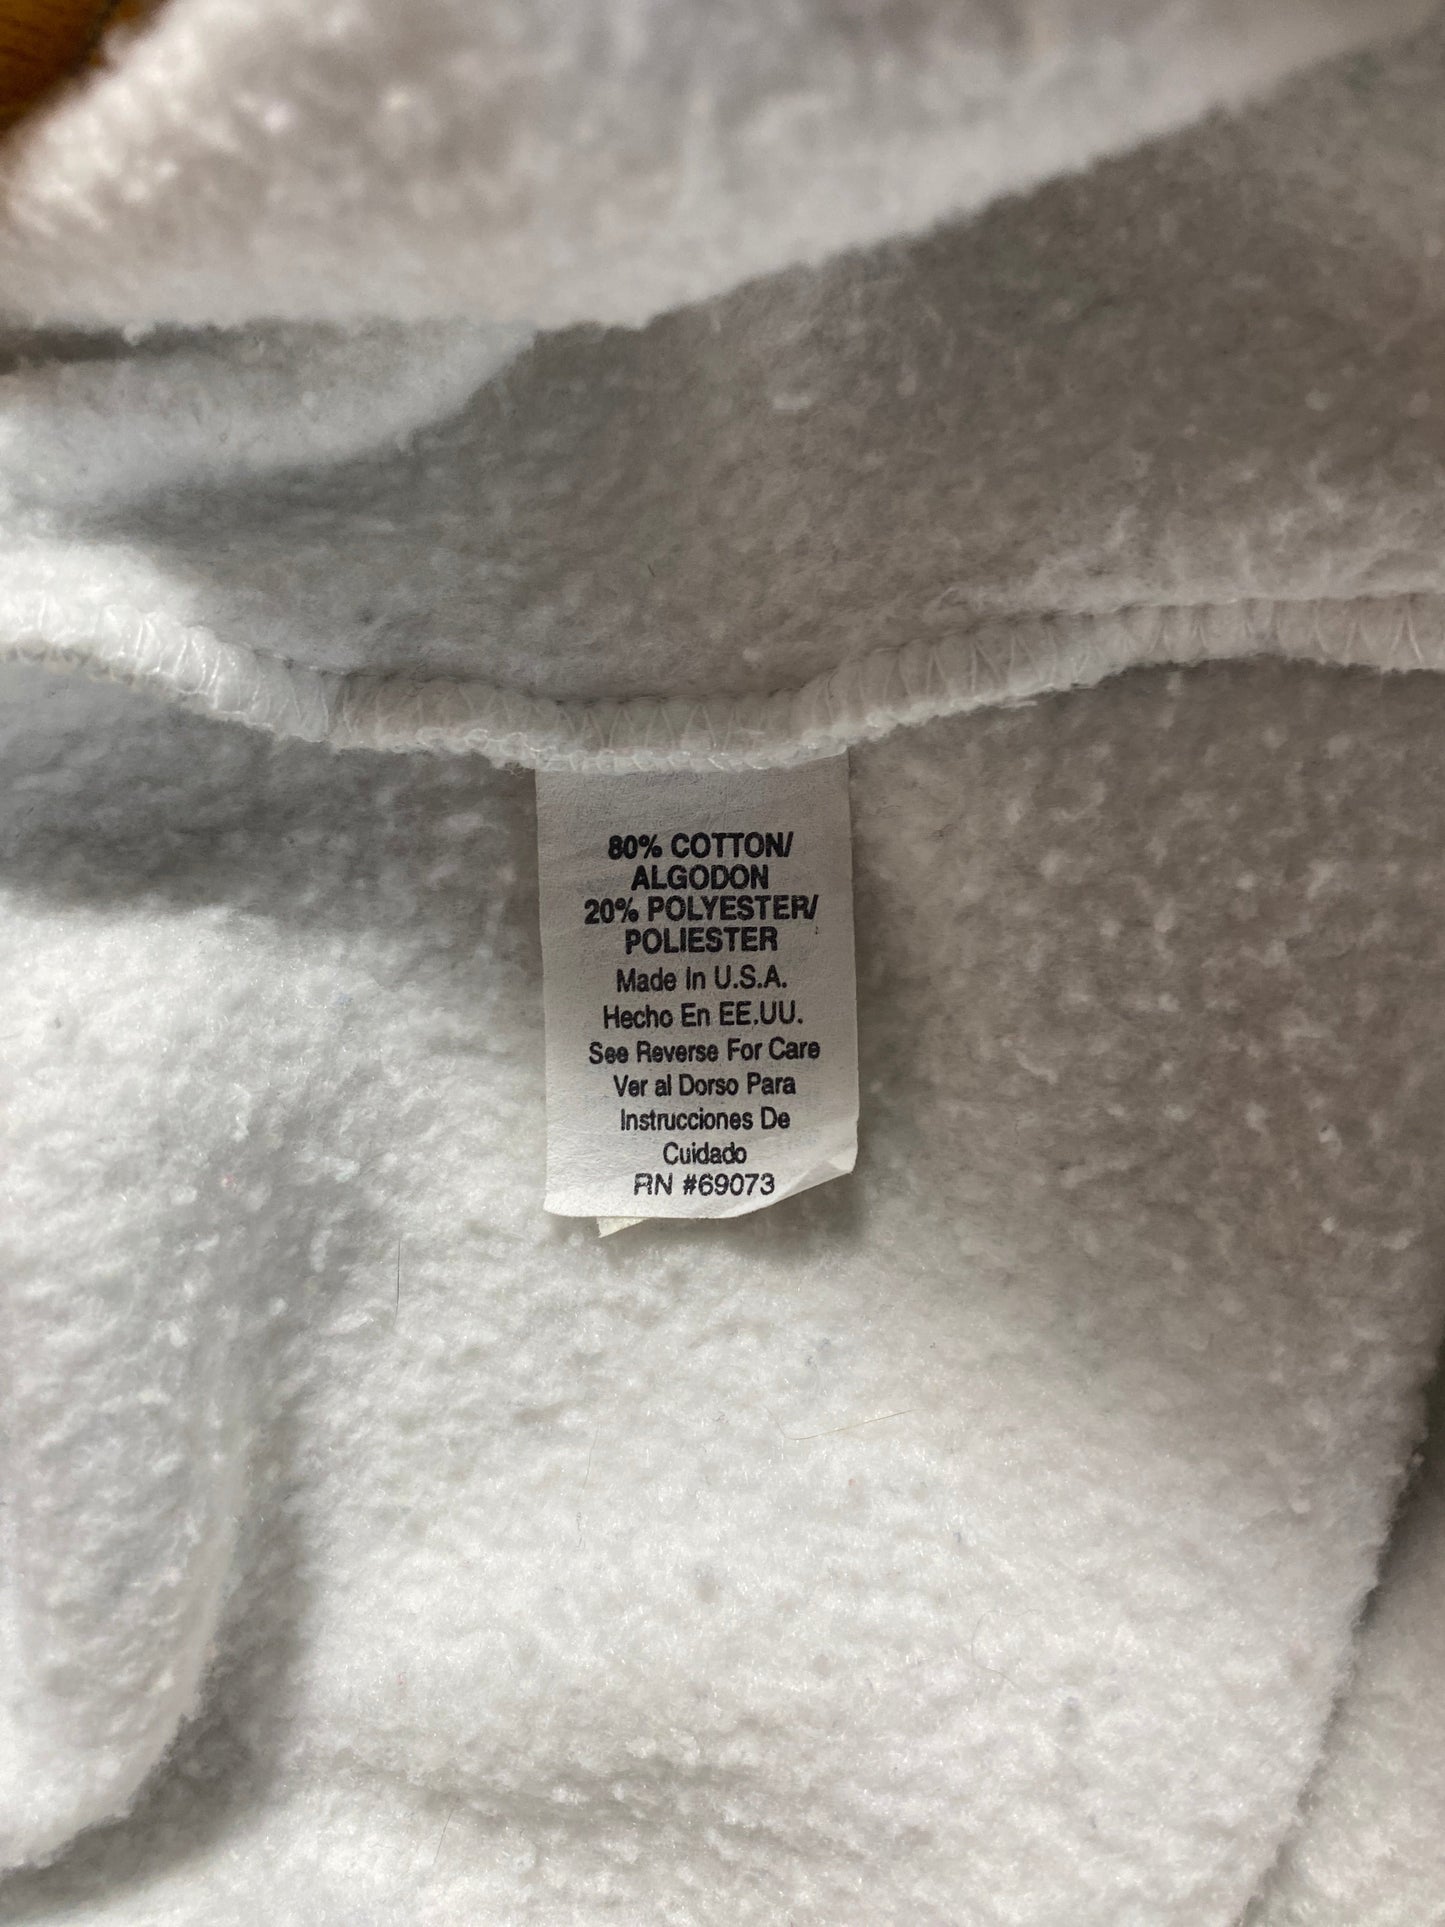 80% COTTON/
ALGODON
20% POLYESTER/
POLIESTER
Made In U.S.A.
Hecho En EE.UU.
See Reverse For Care
Ver al Dorso Para
Instrucciones De
Cuidado
RN #69073